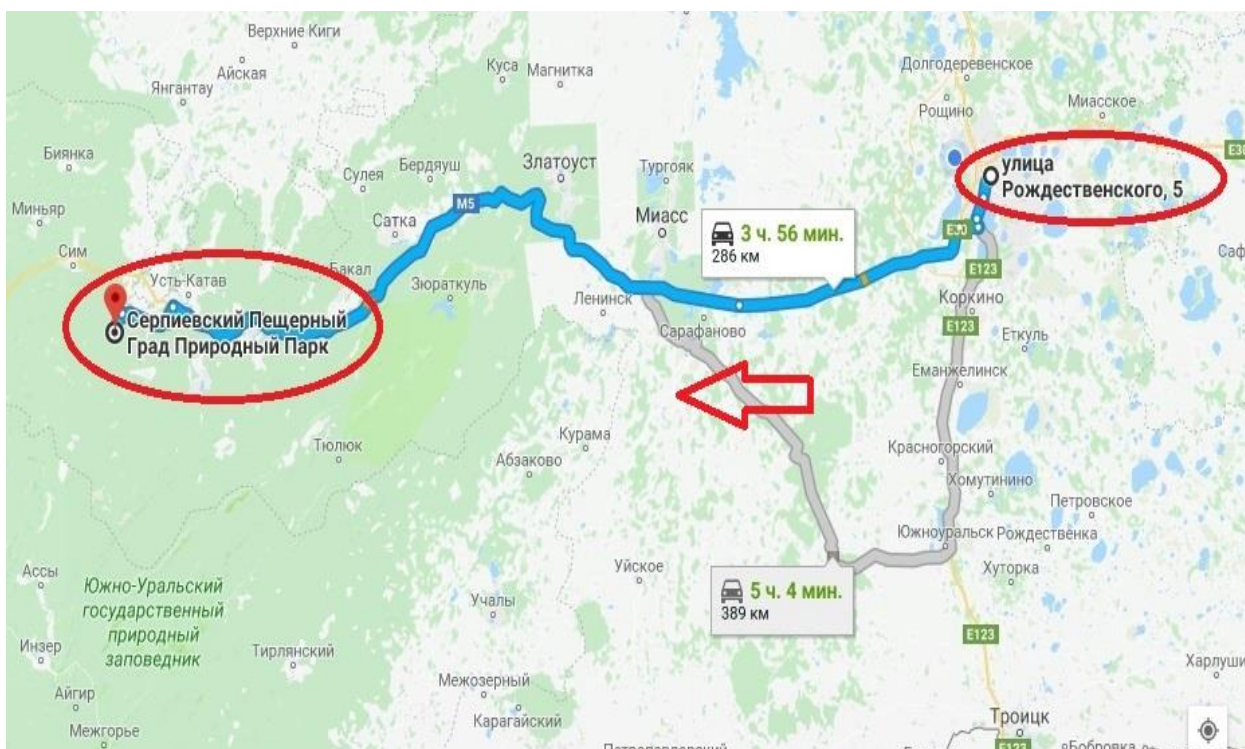 Верхние Киги
Айская
Янгантау
Куса
Магнитка
Долгодеревенское
Рощино
Миасское
E30
Биянка
Миньяр
Сим
Сулея
Бердяуш
Златоуст
Тургояк
улица
Рождественского, 5
M5
Сатка
Миасс
3 ч. 56 мин.
286 км
E30
Усть-Катав
Бакал
Зюраткуль
Ленинск
E123
Коркино
Серпиевский Пещерный
Град Природный Парк
Сарафаново
E123
Еткуль
Еманжелинск
Тюлюк
Курама
Абзаково
Красногорский
Хомутинино
Петровское
Южноуральск
Рождественка
Уйское
Хуторка
5 ч. 4 мин.
389 км
Ассы
Южно-Уральский
государственный
природный
заповедник
Учалы
E123
Инзер
Тирлянский
Межозерный
Айгир
Карагайский
Межгорье
Троицк
E123